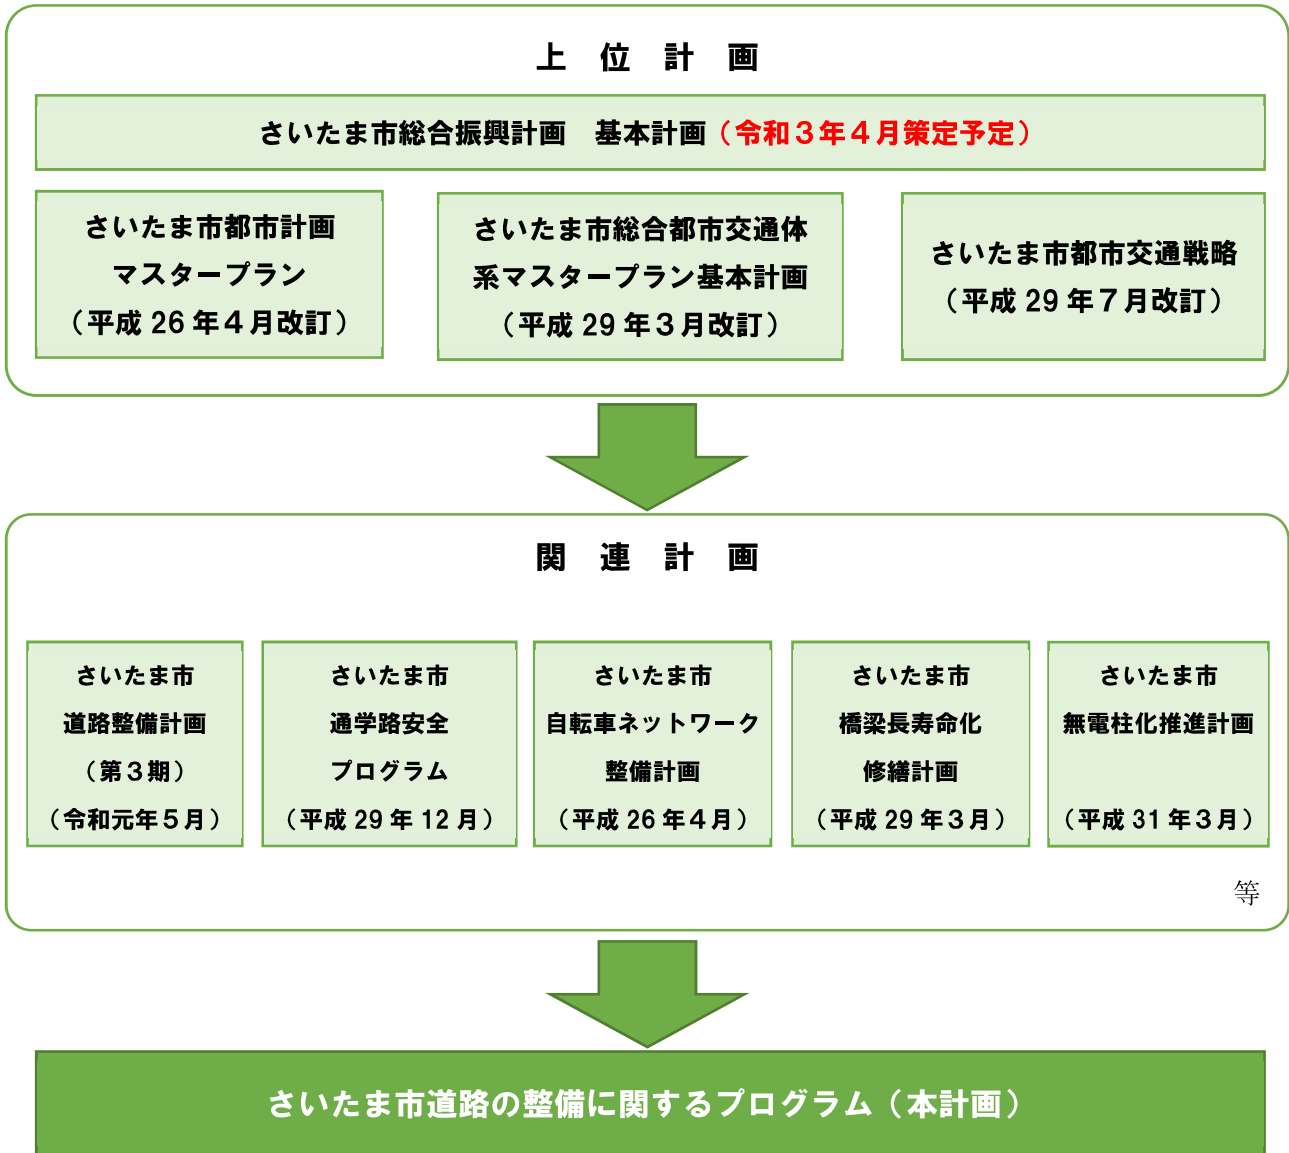 上　位　計　画
さいたま市総合振興計画　基本計画（令和３年４月策定予定）
さいたま市都市計画
マスタープラン
（平成 26 年４月改訂）
さいたま市総合都市交通体
系マスタープラン基本計画
（平成 29 年３月改訂）
さいたま市都市交通戦略
（平成 29 年７月改訂）
関　連　計　画
さいたま市
道路整備計画
（第３期）
（令和元年５月）
さいたま市
通学路安全
プログラム
（平成 29 年 12 月）
さいたま市
自転車ネットワーク
整備計画
（平成 26 年４月）
さいたま市
橋梁長寿命化
修繕計画
（平成 29 年３月）
さいたま市
無電柱化推進計画
（平成 31 年３月）
等
さいたま市道路の整備に関するプログラム（本計画）